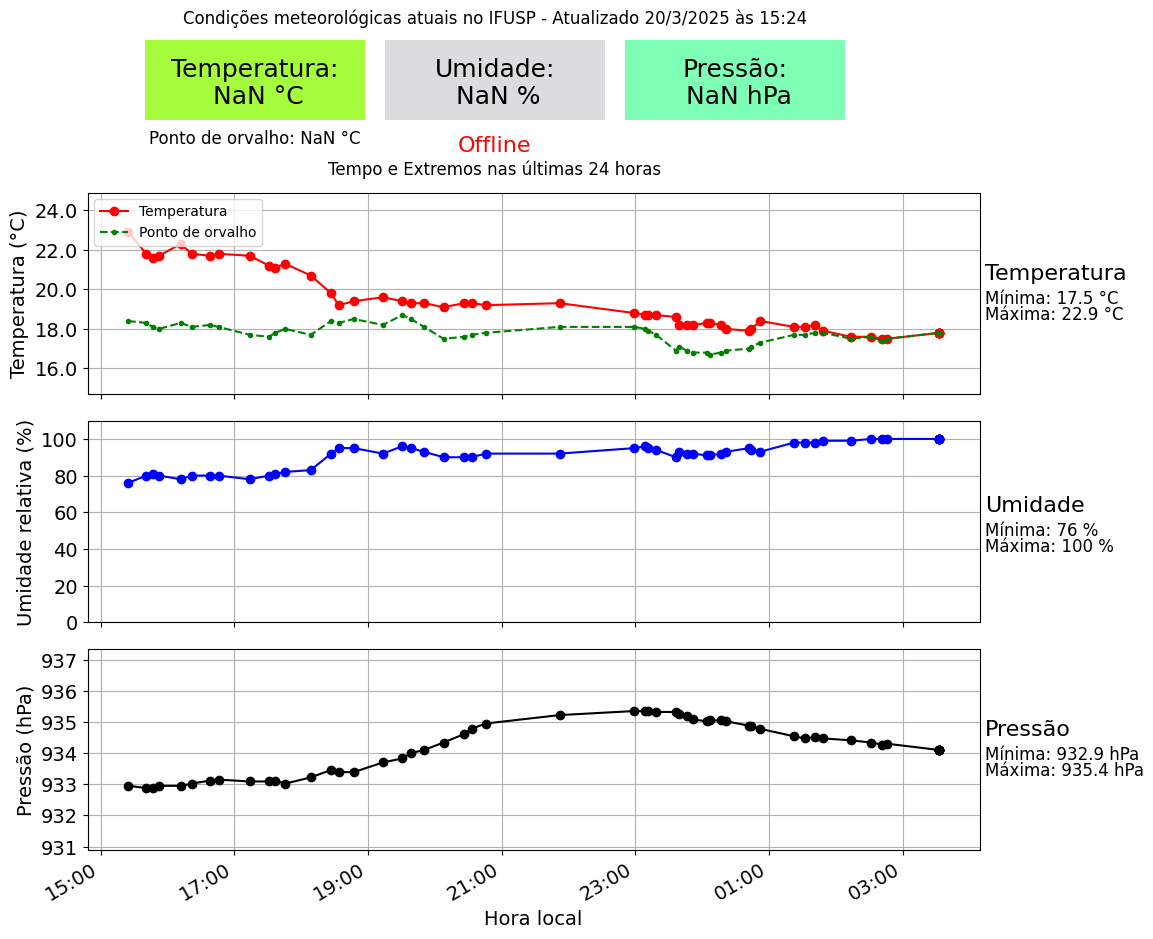 Condições meteorológicas atuais no IFUSP - Atualizado 20/3/2025 às 15:24
Temperatura:
NaN °C
Umidade:
NaN %
Pressão:
NaN hPa
Ponto de orvalho: NaN °C
Offline
Tempo e Extremos nas últimas 24 horas
Temperatura (°C)
24.0
22.0
20.0
18.0
16.0
Temperatura
Ponto de orvalho
Temperatura
Mínima: 17.5 °C
Máxima: 22.9 °C
Umidade relativa (%)
100
80
60
40
20
0
Umidade
Mínima: 76 %
Máxima: 100 %
Pressão (hPa)
937
936
935
934
933
932
931
Pressão
Mínima: 932.9 hPa
Máxima: 935.4 hPa
15:00
17:00
19:00
21:00
23:00
01:00
03:00
Hora local